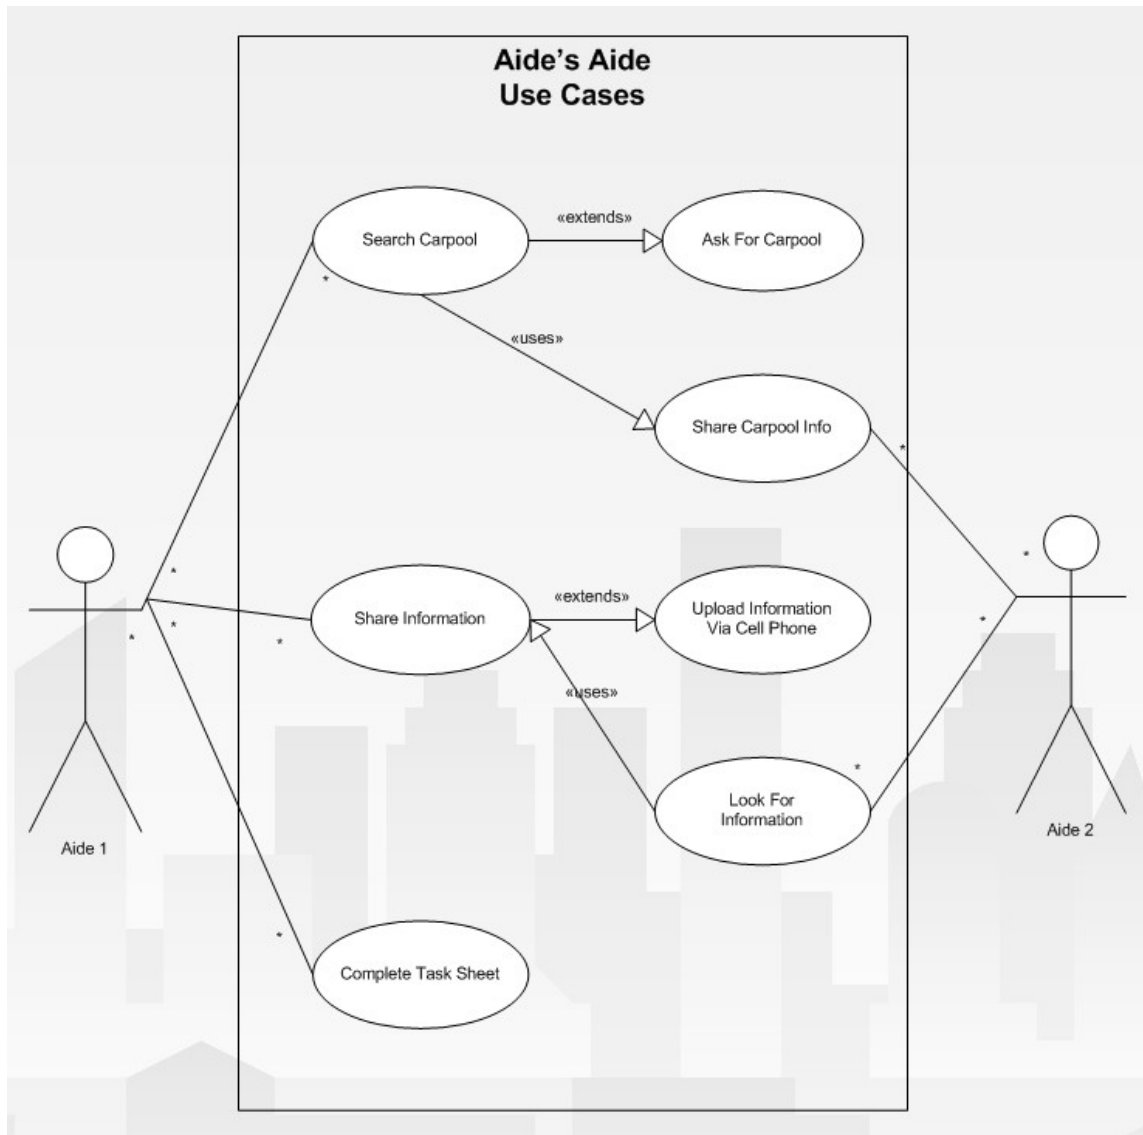 Aide's Aide
Use Cases
Search Carpool
«extends»
Ask For Carpool
*
«uses»
Share Carpool Info
*
*
*
Share Information
*
*
*
«extends»
Upload Information
Via Cell Phone
*
«uses»
*
Look For
Information
Aide 1
Aide 2
*
Complete Task Sheet